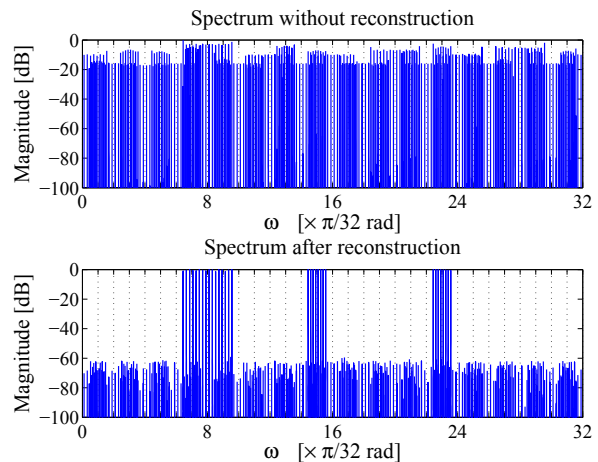 Spectrum without reconstruction
Magnitude [dB]
0
−20
−40
−60
−80
−100
0 8 16 24 32
ω [× π/32 rad]
Spectrum after reconstruction
Magnitude [dB]
0
−20
−40
−60
−80
−100
0 8 16 24 32
ω [× π/32 rad]